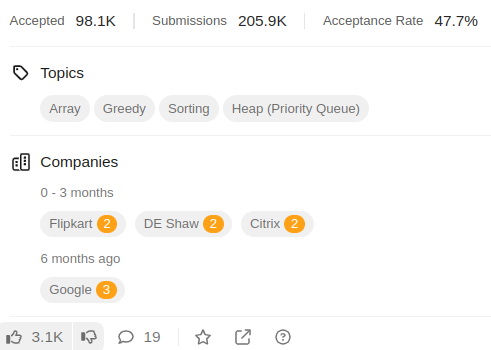 Accepted 98.1K Submissions 205.9K Acceptance Rate 47.7%
Topics
Array Greedy Sorting Heap (Priority Queue)
Companies
0 - 3 months
Flipkart 2 DE Shaw 2 Citrix 2
6 months ago
Google 3
3.1K 19